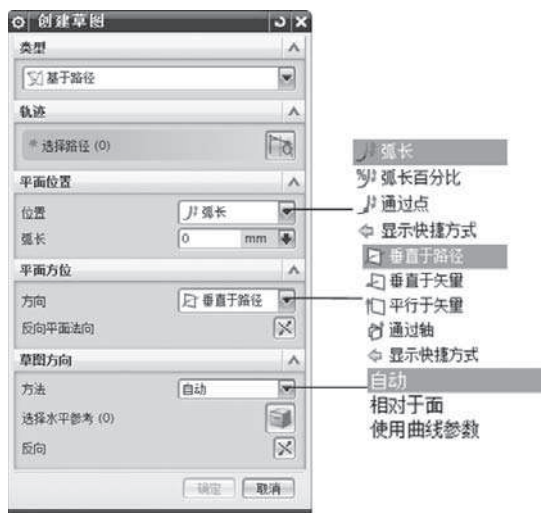 创建草图
类型
基于路径
轨迹
* 选择路径 (0)
平面位置
位置
弧长
弧长
0 mm
平面方位
方向
垂直于路径
反向平面法向
草图方向
方法
自动
选择水平参考 (0)
反向
确定
取消
弧长
弧长百分比
通过点
显示快捷方式
垂直于路径
垂直于矢量
平行于矢量
通过轴
显示快捷方式
自动
相对于面
使用曲线参数